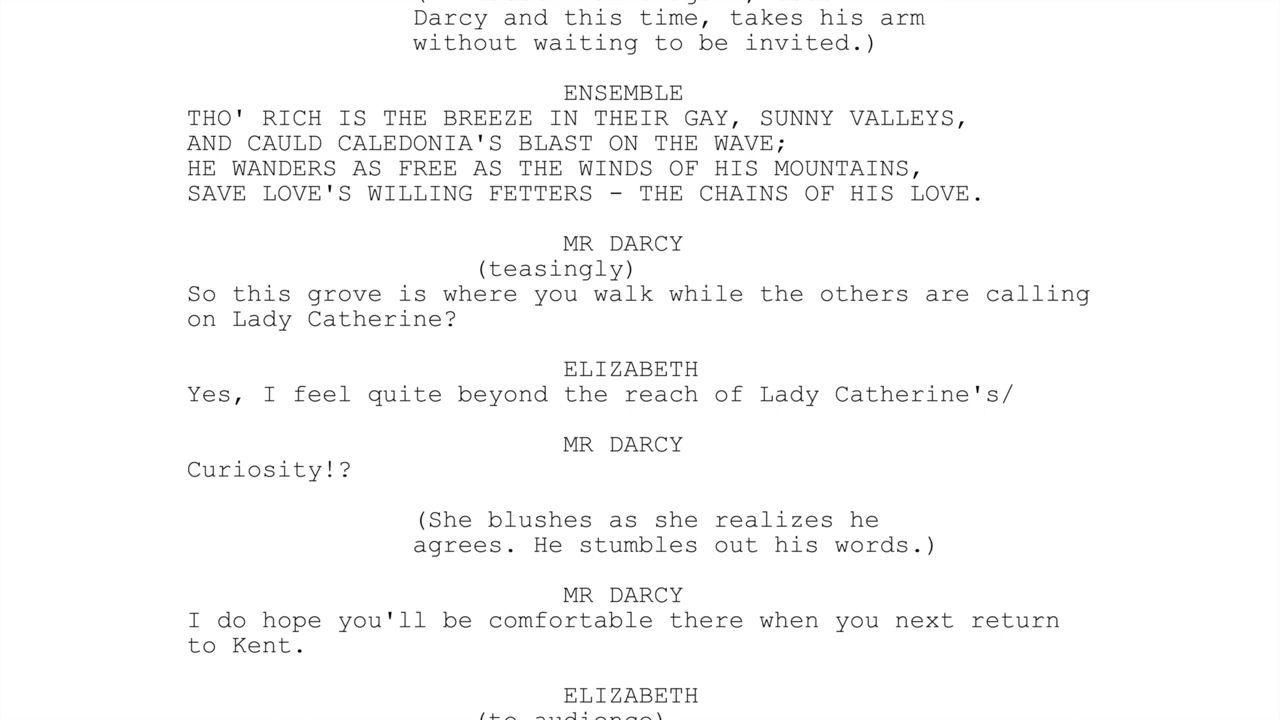 Darcy and this time, takes his arm
without waiting to be invited.)
ENSEMBLE
THO' RICH IS THE BREEZE IN THEIR GAY, SUNNY VALLEYS,
AND CAULD CALEDONIA'S BLAST ON THE WAVE;
HE WANDERS AS FREE AS THE WINDS OF HIS MOUNTAINS,
SAVE LOVE'S WILLING FETTERS - THE CHAINS OF HIS LOVE.
MR DARCY
(teasingly)
So this grove is where you walk while the others are calling
on Lady Catherine?
ELIZABETH
Yes, I feel quite beyond the reach of Lady Catherine's/
MR DARCY
Curiosity!?
(She blushes as she realizes he
agrees. He stumbles out his words.)
MR DARCY
I do hope you'll be comfortable there when you next return
to Kent.
ELIZABETH
(to audience)